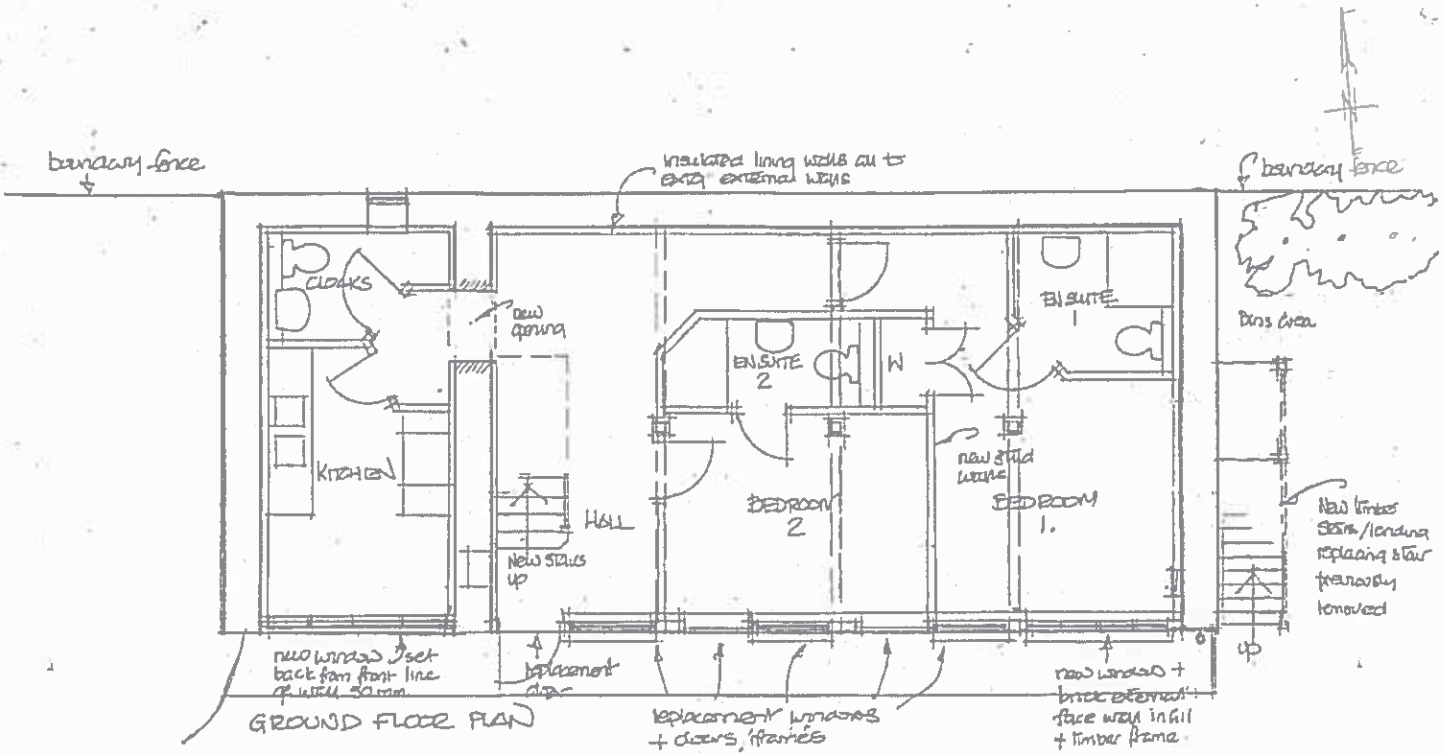 boundary fence
insulated lining walls all to
extg external walls
boundary fence
N
CLOAKS
new
opening
ENSUITE
1
Bins Area
ENSUITE
2
W
KITCHEN
new stud
walls
BEDROOM
2
BEDROOM
1.
HALL
NEW STAIRS
UP
New timber
stairs/landing
replacing stair
previously
removed
UP
new window set
back from front line
of wall 50mm
replacement
door
GROUND FLOOR PLAN
replacement windows
+ doors/frames
new window +
brick external
face wall infill
+ timber frame